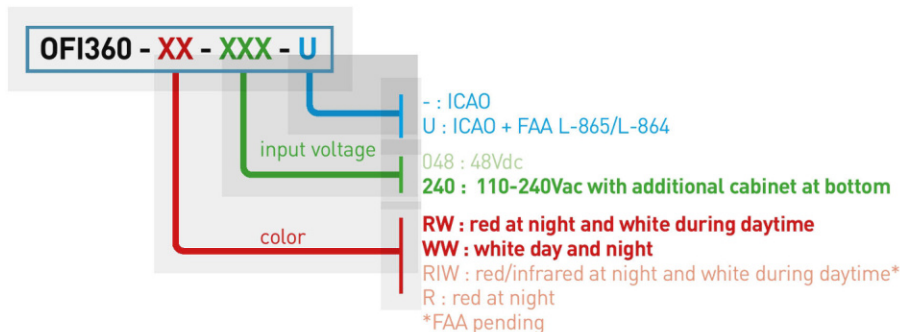 OFI360 - XX - XXX - U
- : ICAO
U : ICAO + FAA L-865/L-864
input voltage
048 : 48Vdc
240 : 110-240Vac with additional cabinet at bottom
color
RW : red at night and white during daytime
WW : white day and night
RIW : red/infrared at night and white during daytime*
R : red at night
*FAA pending